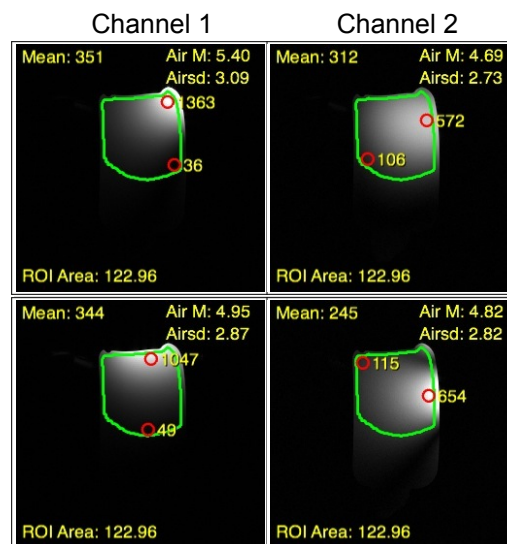 Channel 1 Channel 2
Mean: 351 Air M: 5.40
Airsd: 3.09
1363
36
ROI Area: 122.96
Mean: 312 Air M: 4.69
Airsd: 2.73
572
106
ROI Area: 122.96
Mean: 344 Air M: 4.95
Airsd: 2.87
1047
49
ROI Area: 122.96
Mean: 245 Air M: 4.82
Airsd: 2.82
115
654
ROI Area: 122.96